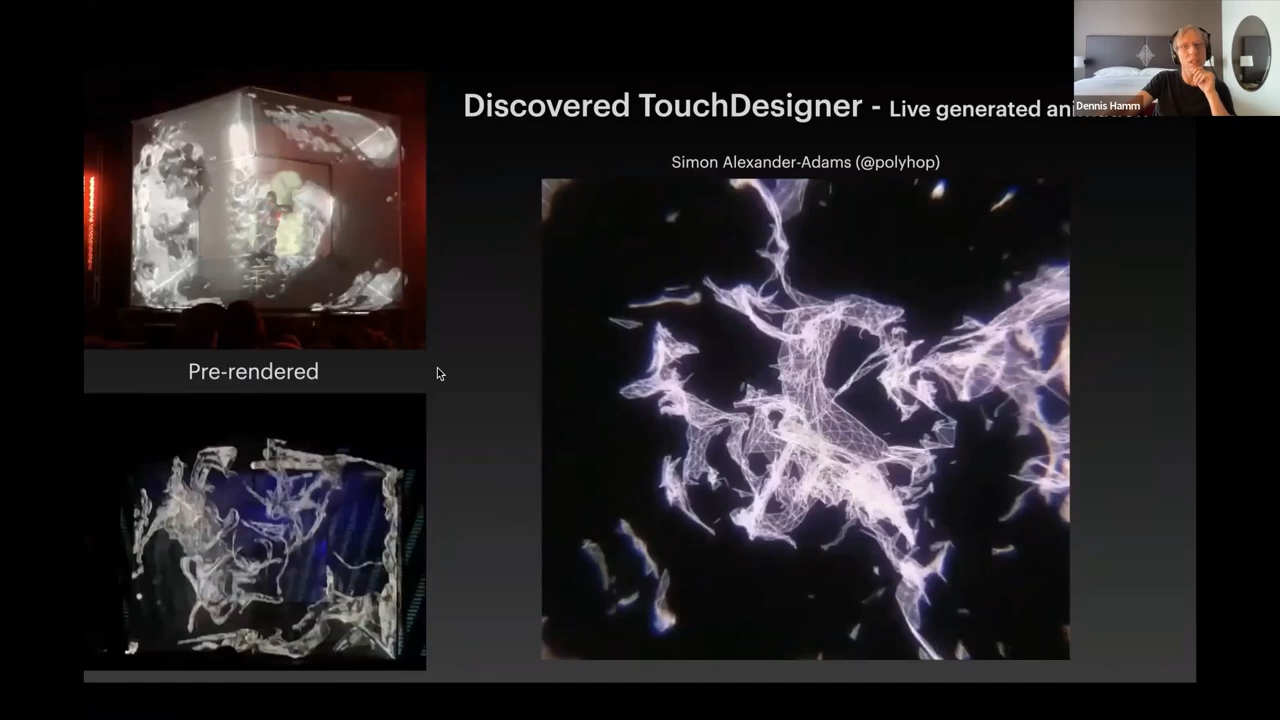 Dennis Hamm
Discovered TouchDesigner - Live generated
Simon Alexander-Adams (@polyhop)
Pre-rendered